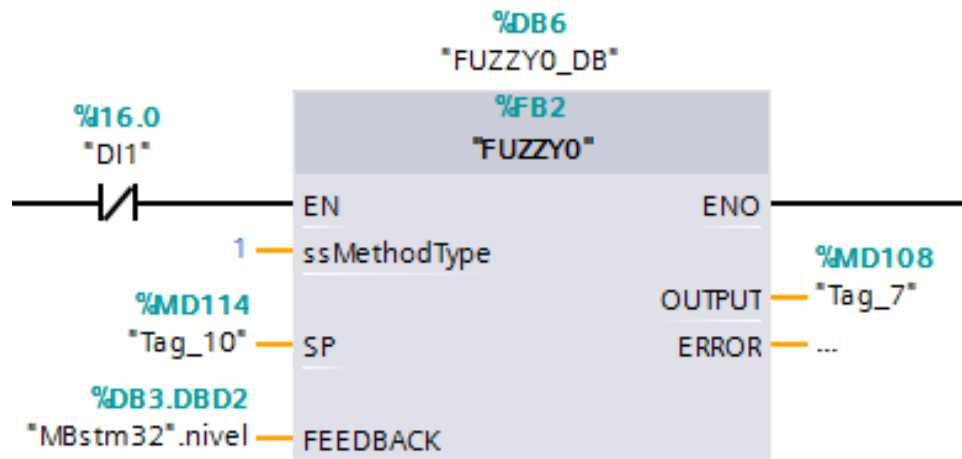 %DB6
"FUZZY0_DB"
%I16.0
"DI1"
%FB2
"FUZZY0"
EN
ENO
1
ssMethodType
%MD108
"Tag_7"
OUTPUT
%MD114
"Tag_10"
SP
ERROR
...
%DB3.DBD2
"MBstm32".nivel
FEEDBACK